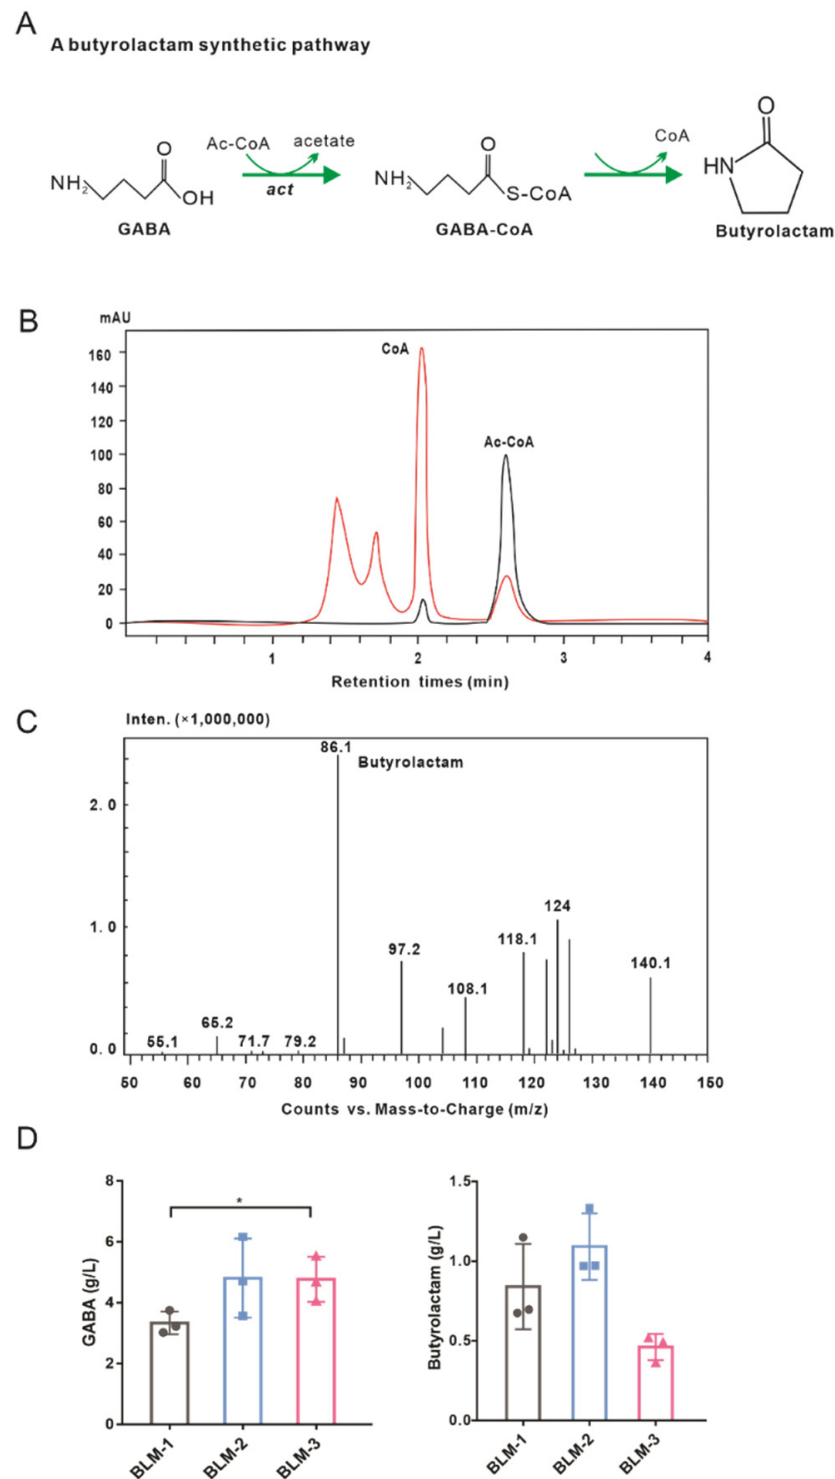 A
A butyrolactam synthetic pathway
NH2
O
OH
GABA
Ac-CoA
acetate
act
NH2
O
S-CoA
GABA-CoA
CoA
O
HN
Butyrolactam
B
mAU
160
140
120
100
80
60
40
20
0
CoA
Ac-CoA
1 2 3 4
Retention times (min)
C
Inten. (×1,000,000)
2.0
1.0
0.0
86.1
Butyrolactam
124
118.1
97.2
140.1
108.1
65.2
55.1
71.7
79.2
50 60 70 80 90 100 110 120 130 140 150
Counts vs. Mass-to-Charge (m/z)
D
GABA (g/L)
8
6
4
2
0
*
BLM-1
BLM-2
BLM-3
Butyrolactam (g/L)
1.5
1.0
0.5
0.0
BLM-1
BLM-2
BLM-3